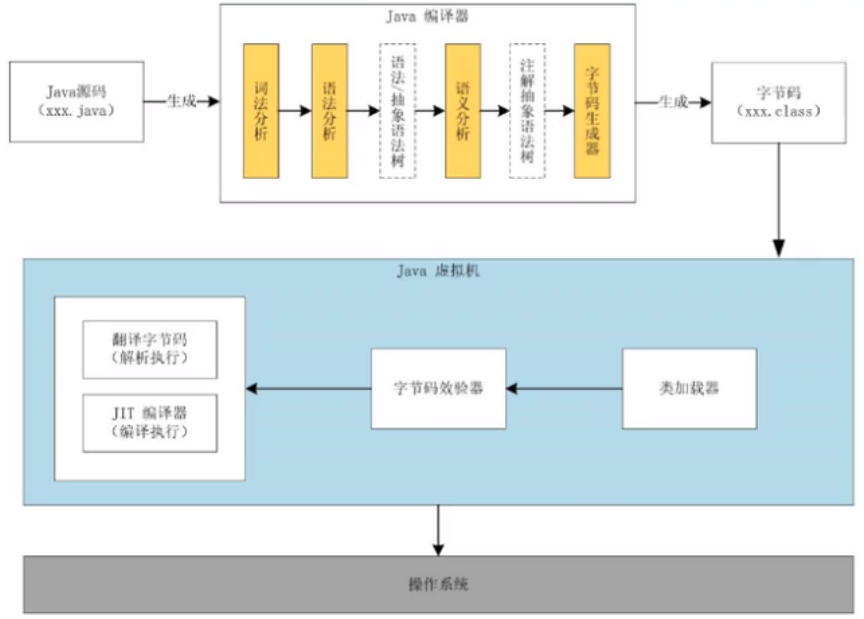 Java 编译器
Java源码
(xxx.java)
生成
词法分析
语法分析
语法/抽象语法树
语义分析
注解抽象语法树
字节码生成器
生成
字节码
(xxx.class)
Java 虚拟机
翻译字节码
(解析执行)
JIT 编译器
(编译执行)
字节码效验器
类加载器
操作系统